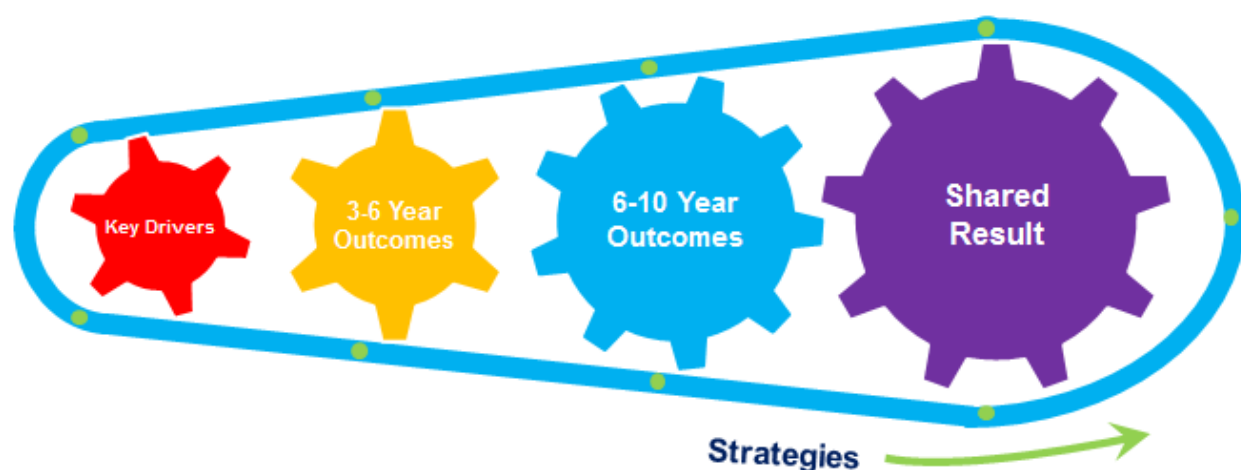 Key Drivers
3-6 Year
Outcomes
6-10 Year
Outcomes
Shared
Result
Strategies